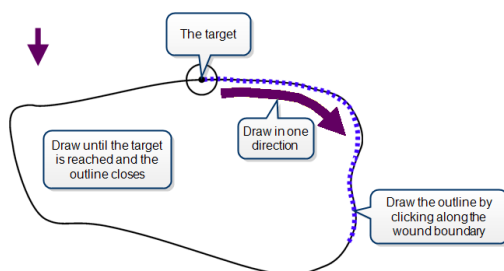 The target
Draw in one
direction
Draw until the target
is reached and the
outline closes
Draw the outline by
clicking along the
wound boundary